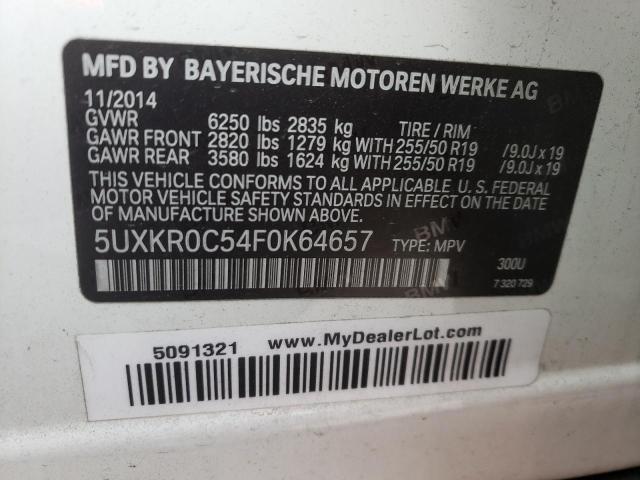 MFD BY BAYERISCHE MOTOREN WERKE AG
11/2014
GVWR 6250 lbs 2835 kg TIRE / RIM
GAWR FRONT 2820 lbs 1279 kg WITH 255/50 R19 /9.0J x 19
GAWR REAR 3580 lbs 1624 kg WITH 255/50 R19 /9.0J x 19
THIS VEHICLE CONFORMS TO ALL APPLICABLE U. S. FEDERAL
MOTOR VEHICLE SAFETY STANDARDS IN EFFECT ON THE DATE
OF MANUFACTURE SHOWN ABOVE.
5UXKR0C54F0K64657 TYPE: MPV
300U
7 320 729
5091321 www.MyDealerLot.com